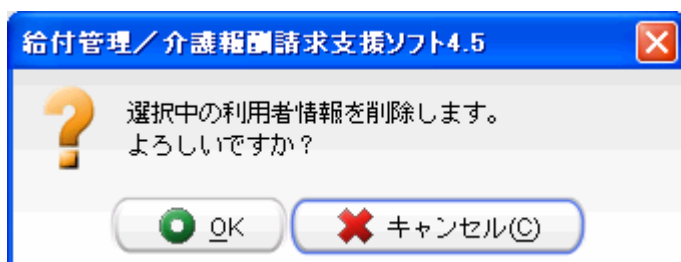 給付管理／介護報酬請求支援ソフト4.5
選択中の利用者情報を削除します。
よろしいですか？
OK
キャンセル(C)